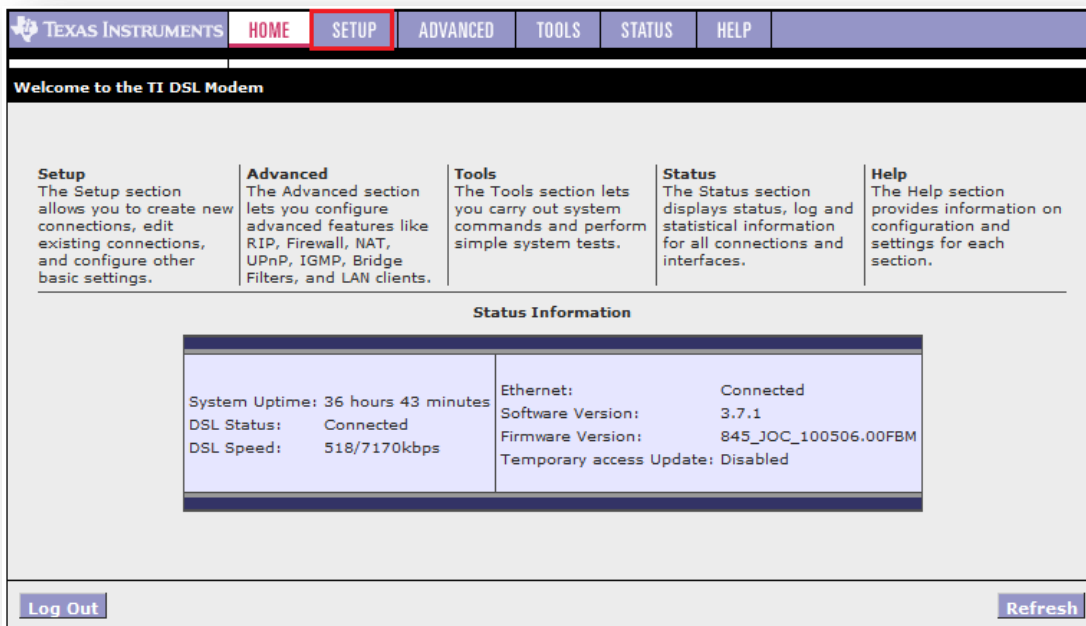 TEXAS INSTRUMENTS HOME SETUP ADVANCED TOOLS STATUS HELP
Welcome to the TI DSL Modem
Setup
The Setup section
allows you to create new
connections, edit
existing connections,
and configure other
basic settings.
Advanced
The Advanced section
lets you configure
advanced features like
RIP, Firewall, NAT,
UPnP, IGMP, Bridge
Filters, and LAN clients.
Tools
The Tools section lets
you carry out system
commands and perform
simple system tests.
Status
The Status section
displays status, log and
statistical information
for all connections and
interfaces.
Help
The Help section
provides information on
configuration and
settings for each
section.
Status Information
System Uptime: 36 hours 43 minutes
DSL Status: Connected
DSL Speed: 518/7170kbps
Ethernet: Connected
Software Version: 3.7.1
Firmware Version: 845_JOC_100506.00FBM
Temporary access Update: Disabled
Log Out
Refresh